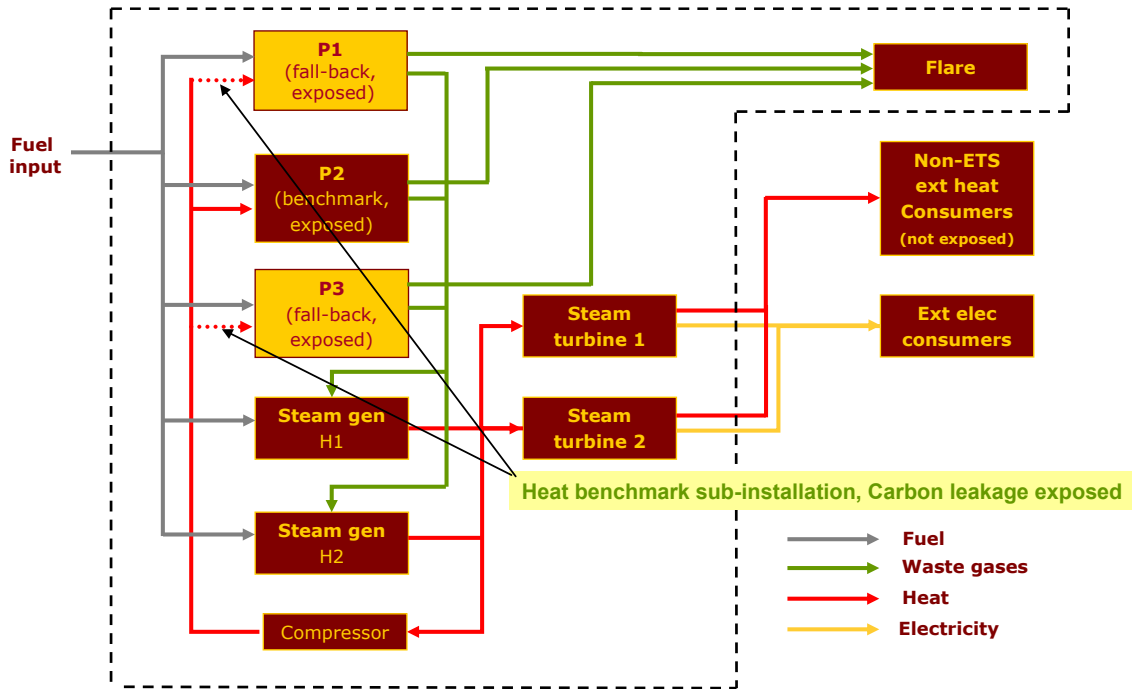 P1
(fall-back,
exposed)
Flare
Fuel
input
P2
(benchmark,
exposed)
Non-ETS
ext heat
Consumers
(not exposed)
P3
(fall-back,
exposed)
Steam
turbine 1
Ext elec
consumers
Steam gen
H1
Steam
turbine 2
Heat benchmark sub-installation, Carbon leakage exposed
Steam gen
H2
Fuel
Waste gases
Heat
Electricity
Compressor